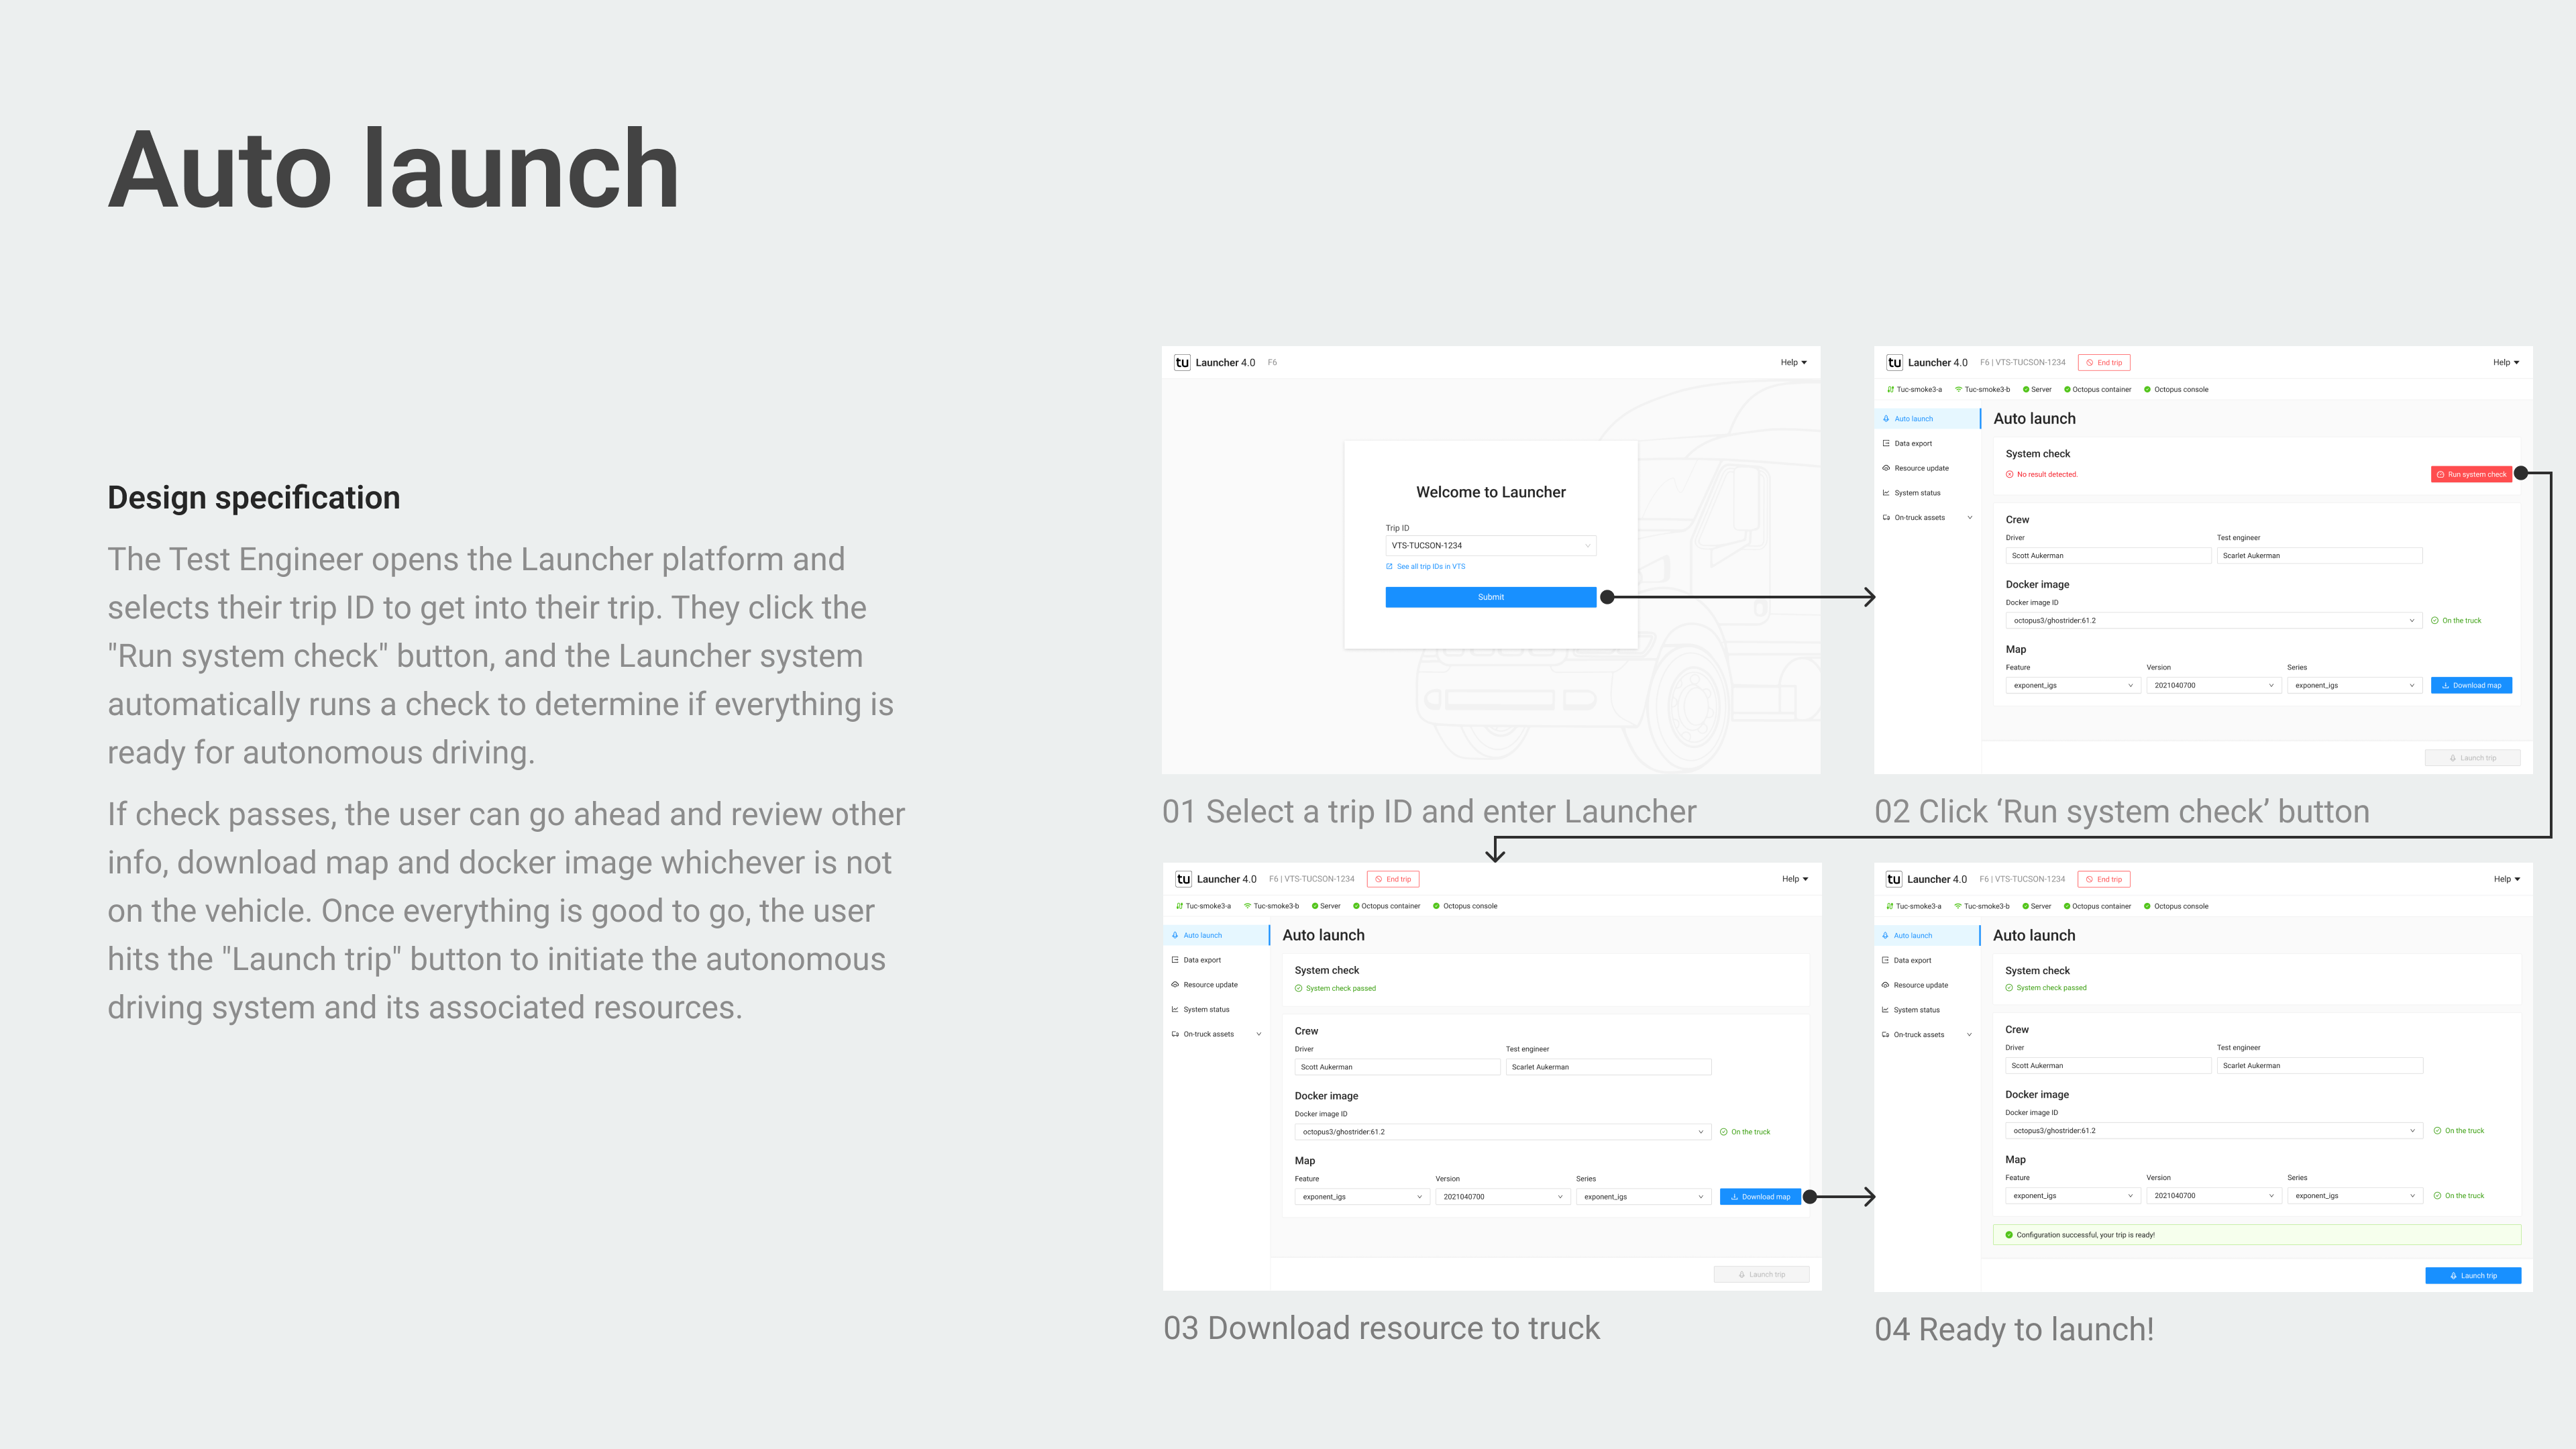 Auto launch
Design specification
The Test Engineer opens the Launcher platform and
selects their trip ID to get into their trip. They click the
"Run system check" button, and the Launcher system
automatically runs a check to determine if everything is
ready for autonomous driving.
If check passes, the user can go ahead and review other
info, download map and docker image whichever is not
on the vehicle. Once everything is good to go, the user
hits the "Launch trip" button to initiate the autonomous
driving system and its associated resources.
tu Launcher 4.0 F6 Help
Welcome to Launcher
Trip ID
VTS-TUCSON-1234
See all trip IDs in VTS
Submit
01 Select a trip ID and enter Launcher
tu Launcher 4.0 F6 | VTS-TUCSON-1234 End trip Help
Tuc-smoke3-a Tuc-smoke3-b Server Octopus container Octopus console
Auto launch
Data export
Resource update
System status
On-truck assets
Auto launch
System check
No result detected. Run system check
Crew
Driver Test engineer
Scott Aukerman Scarlet Aukerman
Docker image
Docker image ID
octopus3/ghostrider:61.2 On the truck
Map
Feature Version Series
exponent_igs 2021040700 exponent_igs Download map
Launch trip
02 Click ‘Run system check’ button
tu Launcher 4.0 F6 | VTS-TUCSON-1234 End trip Help
Tuc-smoke3-a Tuc-smoke3-b Server Octopus container Octopus console
Auto launch
Data export
Resource update
System status
On-truck assets
Auto launch
System check
System check passed
Crew
Driver Test engineer
Scott Aukerman Scarlet Aukerman
Docker image
Docker image ID
octopus3/ghostrider:61.2 On the truck
Map
Feature Version Series
exponent_igs 2021040700 exponent_igs Download map
Launch trip
03 Download resource to truck
tu Launcher 4.0 F6 | VTS-TUCSON-1234 End trip Help
Tuc-smoke3-a Tuc-smoke3-b Server Octopus container Octopus console
Auto launch
Data export
Resource update
System status
On-truck assets
Auto launch
System check
System check passed
Crew
Driver Test engineer
Scott Aukerman Scarlet Aukerman
Docker image
Docker image ID
octopus3/ghostrider:61.2 On the truck
Map
Feature Version Series
exponent_igs 2021040700 exponent_igs On the truck
Configuration successful, your trip is ready!
Launch trip
04 Ready to launch!